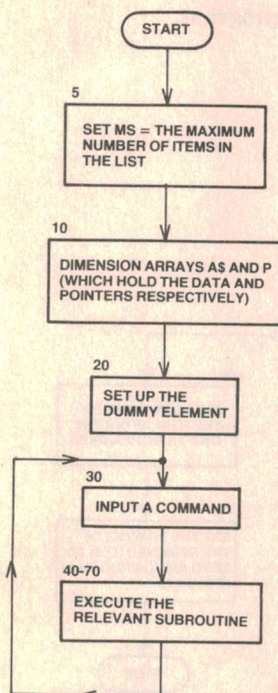 START
5
SET MS = THE MAXIMUM
NUMBER OF ITEMS IN
THE LIST
10
DIMENSION ARRAYS A$ AND P
(WHICH HOLD THE DATA AND
POINTERS RESPECTIVELY)
20
SET UP THE
DUMMY ELEMENT
30
INPUT A COMMAND
40-70
EXECUTE THE
RELEVANT SUBROUTINE